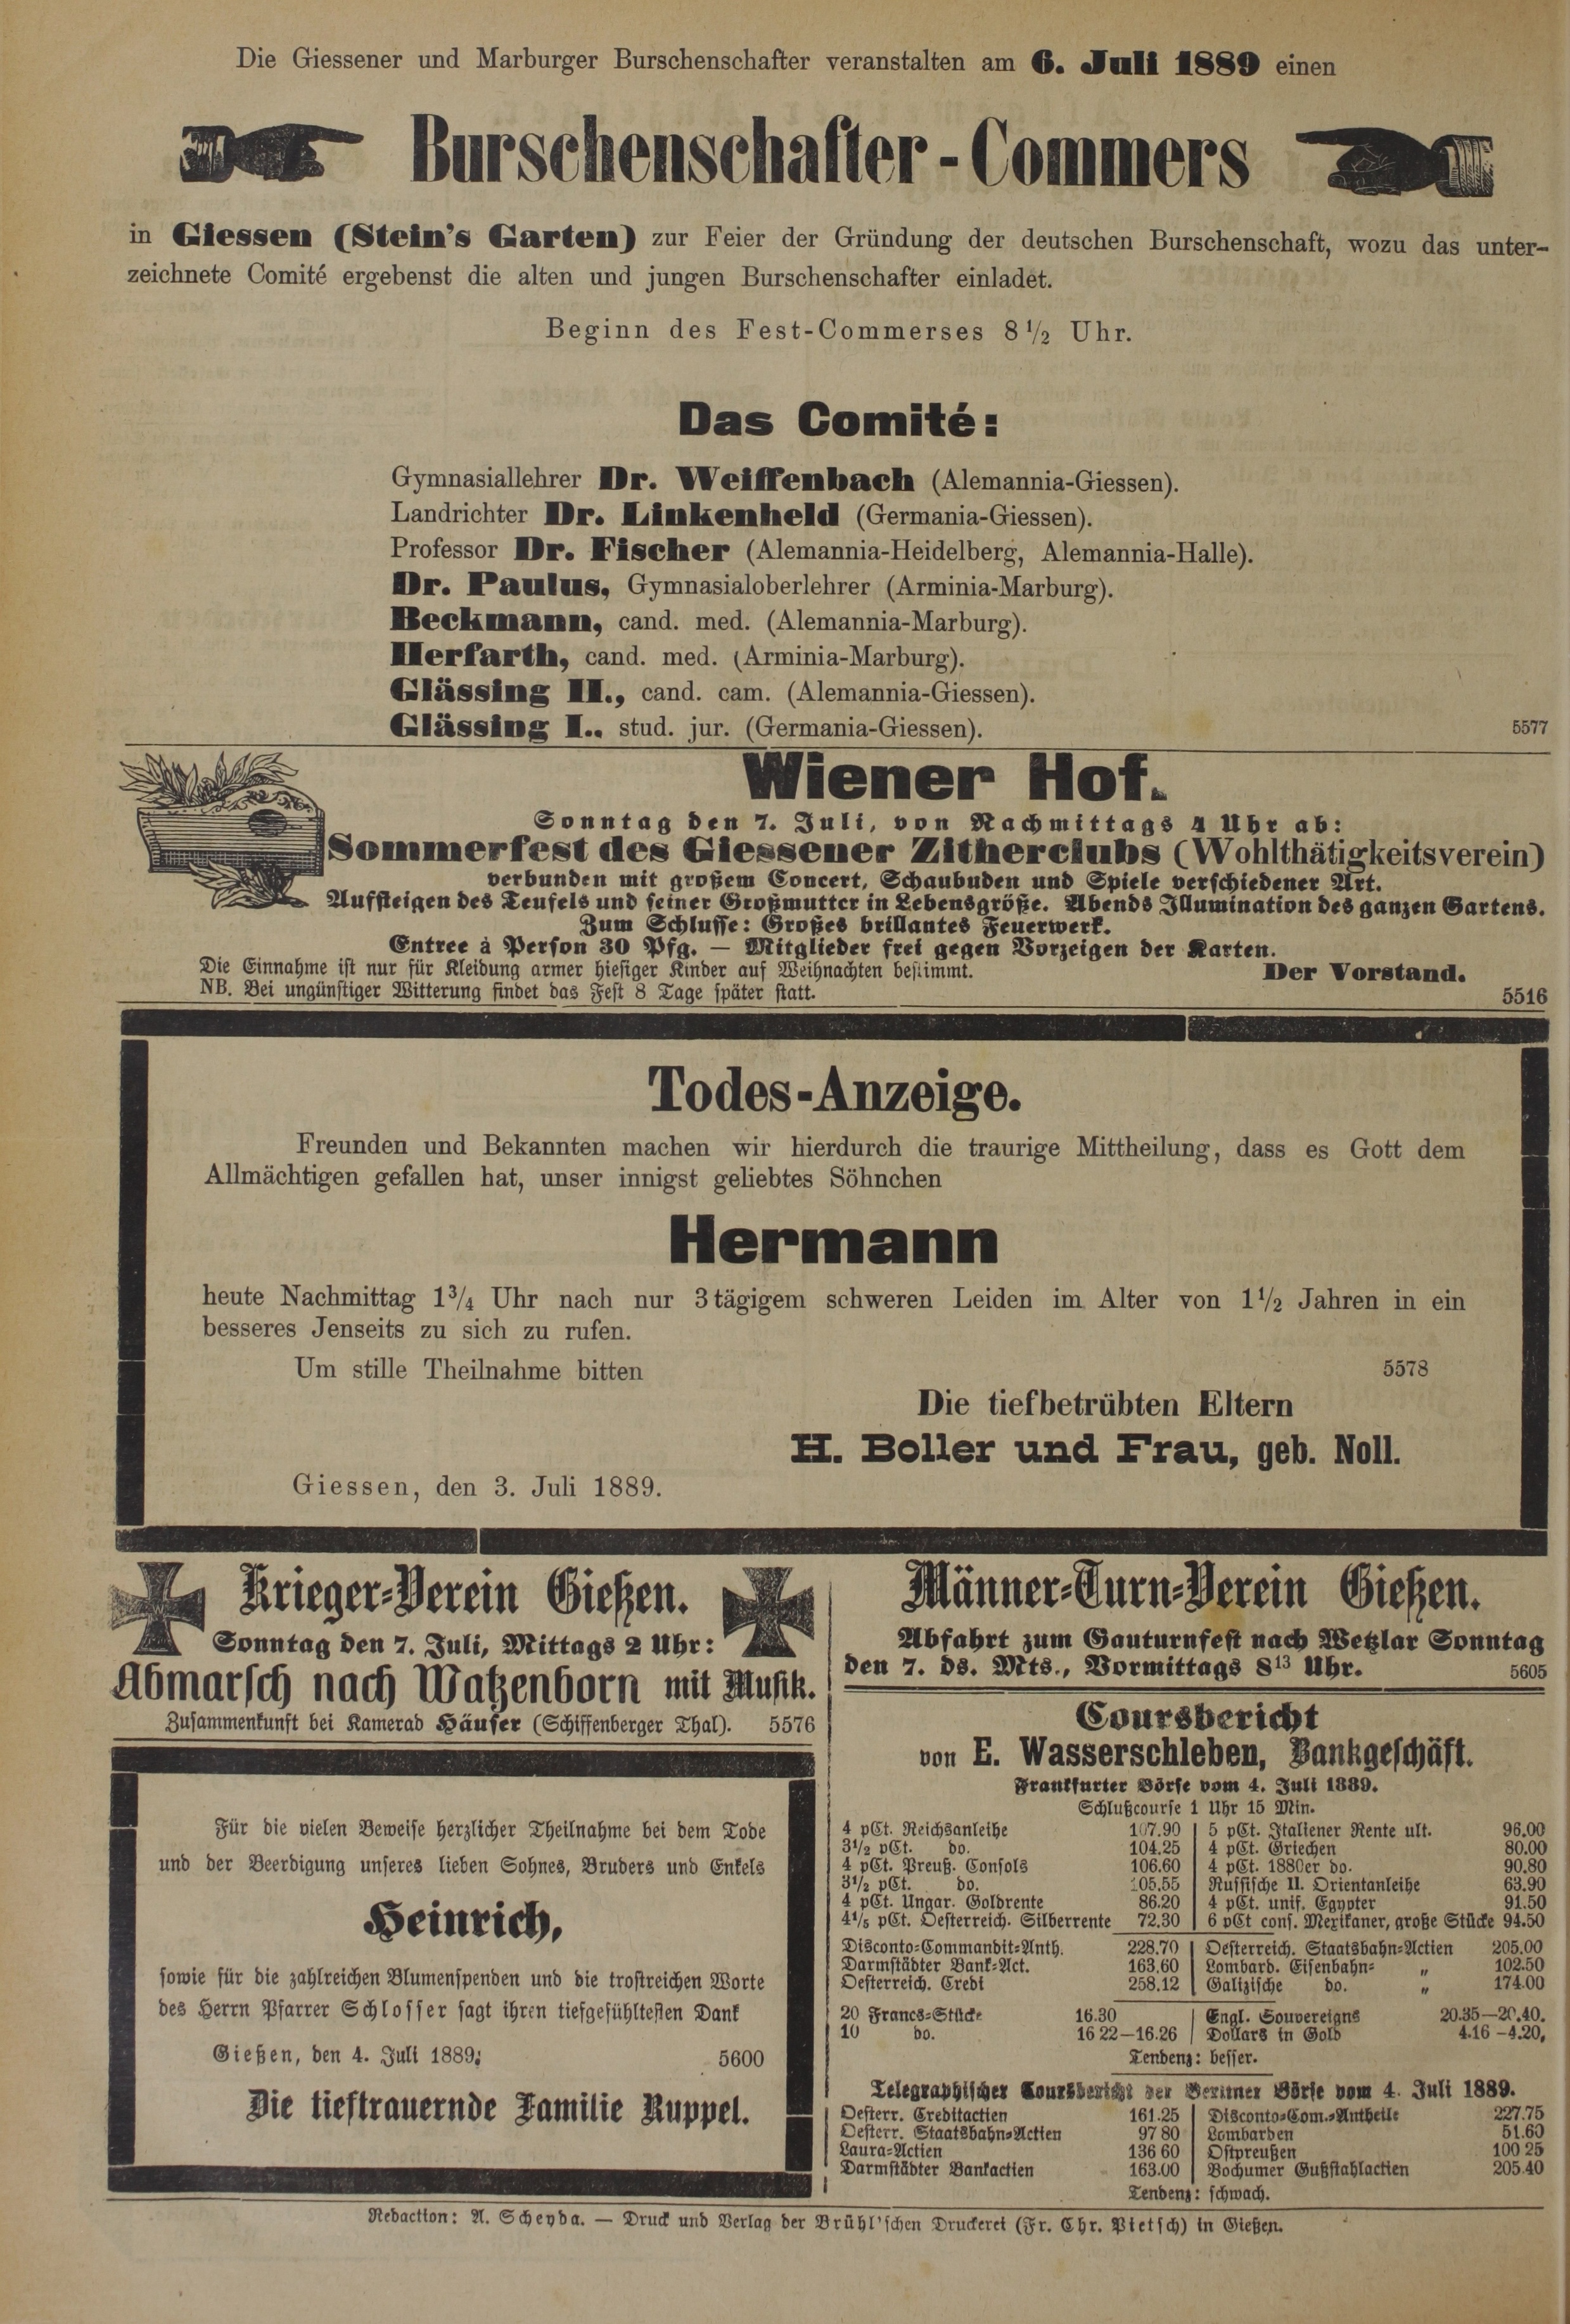 Die Giessener und Marburger Burschenschafter veranstalten am 6. Juli 1889 einen
Burschenschafter-Commers
in Giessen (Stein's Garten) zur Feier der Gründung der deutschen Burschenschaft, wozu das unter-
zeichnete Comité ergebenst die alten und jungen Burschenschafter einladet.
Beginn des Fest-Commerses 8 1/2 Uhr.
Das Comité:
Gymnasiallehrer Dr. Weiffenbach (Alemannia-Giessen).
Landrichter Dr. Linkenheld (Germania-Giessen).
Professor Dr. Fischer (Alemannia-Heidelberg, Alemannia-Halle).
Dr. Paulus, Gymnasialoberlehrer (Arminia-Marburg).
Beckmann, cand. med. (Alemannia-Marburg).
Herfarth, cand. med. (Arminia-Marburg).
Glässing II., cand. cam. (Alemannia-Giessen).
Glässing I., stud. jur. (Germania-Giessen). 5577
Wiener Hof.
Sonntag den 7. Juli, von Nachmittags 4 Uhr ab:
Sommerfest des Giessener Zitherclubs (Wohlthätigkeitsverein)
verbunden mit großem Concert, Schaubuden und Spiele verschiedener Art.
Aufsteigen des Teufels und seiner Großmutter in Lebensgröße. Abends Illumination des ganzen Gartens.
Zum Schlusse: Großes brillantes Feuerwerk.
Entree à Person 30 Pfg. — Mitglieder frei gegen Vorzeigen der Karten.
Die Einnahme ist nur für Kleidung armer hiesiger Kinder auf Weihnachten bestimmt. Der Vorstand.
NB. Bei ungünstiger Witterung findet das Fest 8 Tage später statt. 5516
Todes-Anzeige.
Freunden und Bekannten machen wir hierdurch die traurige Mittheilung, dass es Gott dem
Allmächtigen gefallen hat, unser innigst geliebtes Söhnchen
Hermann
heute Nachmittag 1 3/4 Uhr nach nur 3 tägigem schweren Leiden im Alter von 1 1/2 Jahren in ein
besseres Jenseits zu sich zu rufen.
Um stille Theilnahme bitten 5578
Die tiefbetrübten Eltern
H. Boller und Frau, geb. Noll.
Giessen, den 3. Juli 1889.
Krieger-Verein Gießen.
Sonntag den 7. Juli, Mittags 2 Uhr:
Abmarsch nach Watzenborn mit Musik.
Zusammenkunft bei Kamerad Häuser (Schiffenberger Thal). 5576
Für die vielen Beweise herzlicher Theilnahme bei dem Tode
und der Beerdigung unseres lieben Sohnes, Bruders und Enkels
Heinrich,
sowie für die zahlreichen Blumenspenden und die trostreichen Worte
des Herrn Pfarrer Schlosser sagt ihren tiefgefühltesten Dank
Gießen, den 4. Juli 1889; 5600
Die tieftrauernde Familie Ruppel.
Männer-Turn-Verein Gießen.
Abfahrt zum Gauturnfest nach Wetzlar Sonntag
den 7. ds. Mts., Vormittags 8 13 Uhr. 5605
Coursbericht
von E. Wasserschleben, Bankgeschäft.
Frankfurter Börse vom 4. Juli 1889.
Schlußcourse 1 Uhr 15 Min.
4 pCt. Reichsanleihe 107.90 5 pCt. Italiener Rente ult. 96.00
3 1/2 pCt. do. 104.25 4 pCt. Griechen 80.00
4 pCt. Preuß. Consols 106.60 4 pCt. 1880er do. 90.80
3 1/2 pCt. do. 105.55 Russische II. Orientanleihe 63.90
4 pCt. Ungar. Goldrente 86.20 4 pCt. unif. Egypter 91.50
4 1/5 pCt. Oesterreich. Silberrente 72.30 6 pCt cons. Mexikaner, große Stücke 94.50
Disconto-Commandit-Anth. 228.70 Oesterreich. Staatsbahn-Actien 205.00
Darmstädter Bank-Act. 163.60 Lombard. Eisenbahn- „ 102.50
Oesterreich. Credi 258.12 Galizische do. „ 174.00
20 Francs-Stücke 16.30 Engl. Souvereigns 20.35—20.40.
10 do. 16 22—16.26 Dollars in Gold 4.16 -4.20,
Tendenz: besser.
Telegraphischer Coursbericht der Berliner Börse vom 4. Juli 1889.
Oesterr. Creditactien 161.25 Disconto-Com.-Antheile 227.75
Oesterr. Staatsbahn-Actien 97 80 Lombarden 51.60
Laura-Actien 136 60 Ostpreußen 100 25
Darmstädter Bankactien 163.00 Bochumer Gußstahlactien 205.40
Tendenz: schwach.
Redaction: A. Scheyda. — Druck und Verlag der Brühl'schen Druckerei (Fr. Chr. Pietsch) in Gießen.